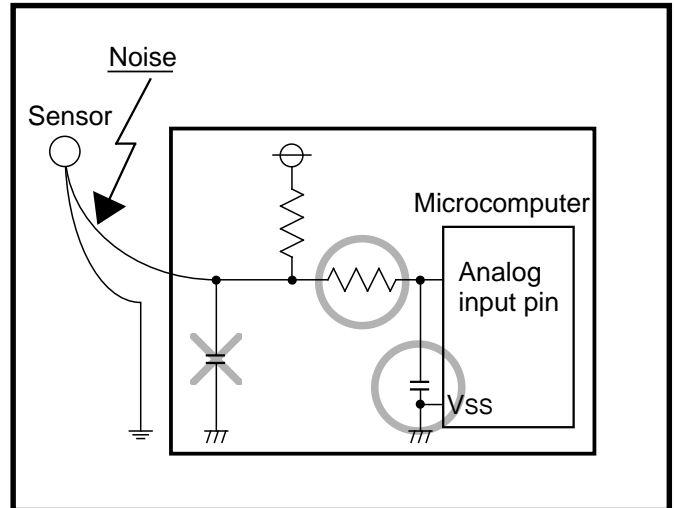 Noise
Sensor
Microcomputer
Analog
input pin
VSS